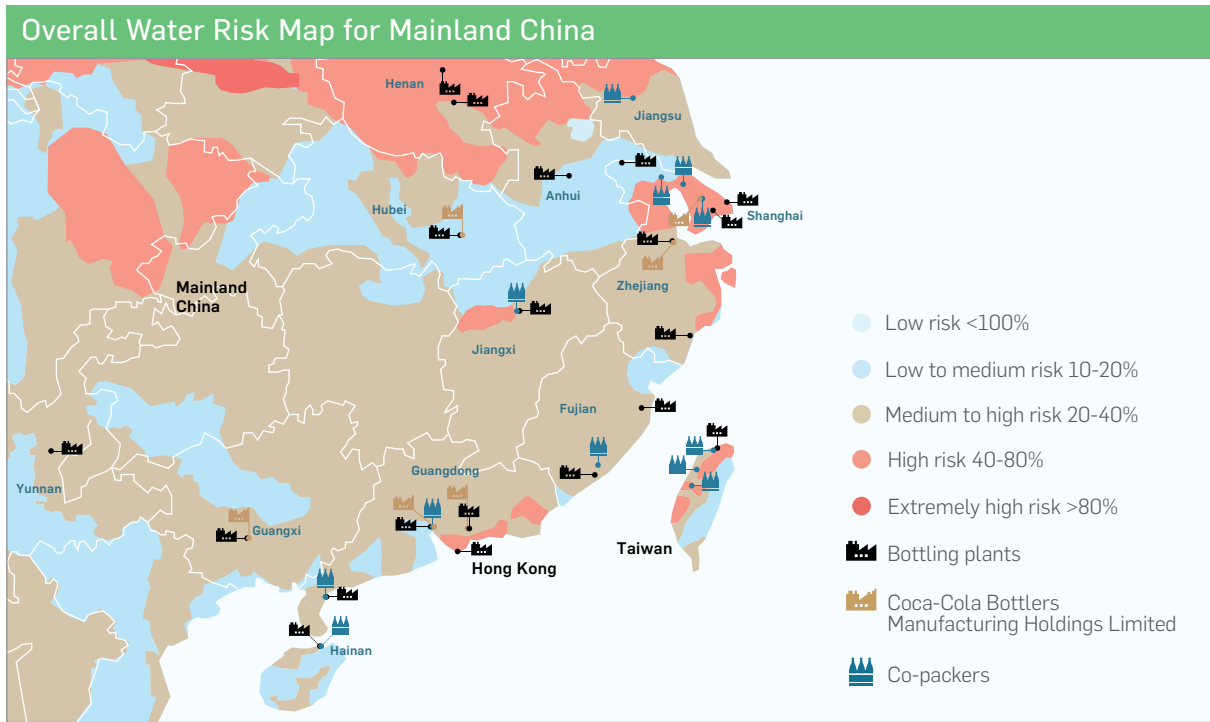 Overall Water Risk Map for Mainland China
Henan
Jiangsu
Anhui
Hubei
Shanghai
Mainland
China
Zhejiang
Jiangxi
Fujian
Guangdong
Yunnan
Guangxi
Taiwan
Hong Kong
Hainan
Low risk <100%
Low to medium risk 10-20%
Medium to high risk 20-40%
High risk 40-80%
Extremely high risk >80%
Bottling plants
Coca-Cola Bottlers
Manufacturing Holdings Limited
Co-packers